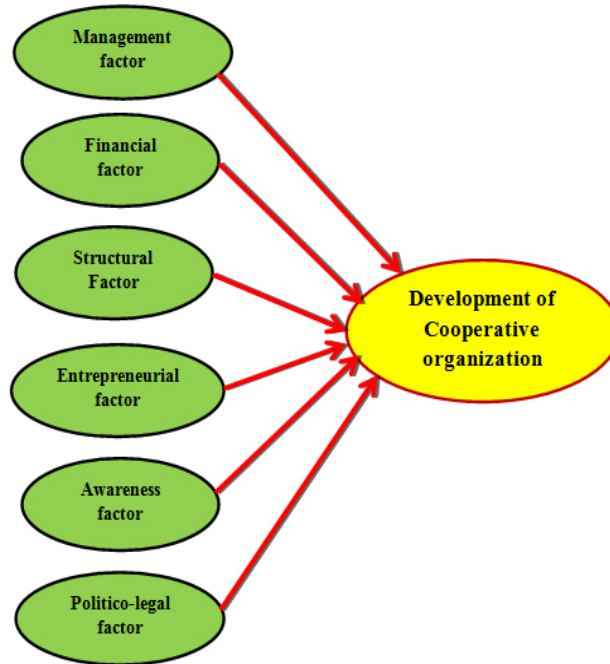 Management
factor
Financial
factor
Structural
Factor
Development of
Cooperative
organization
Entrepreneurial
factor
Awareness
factor
Politico-legal
factor